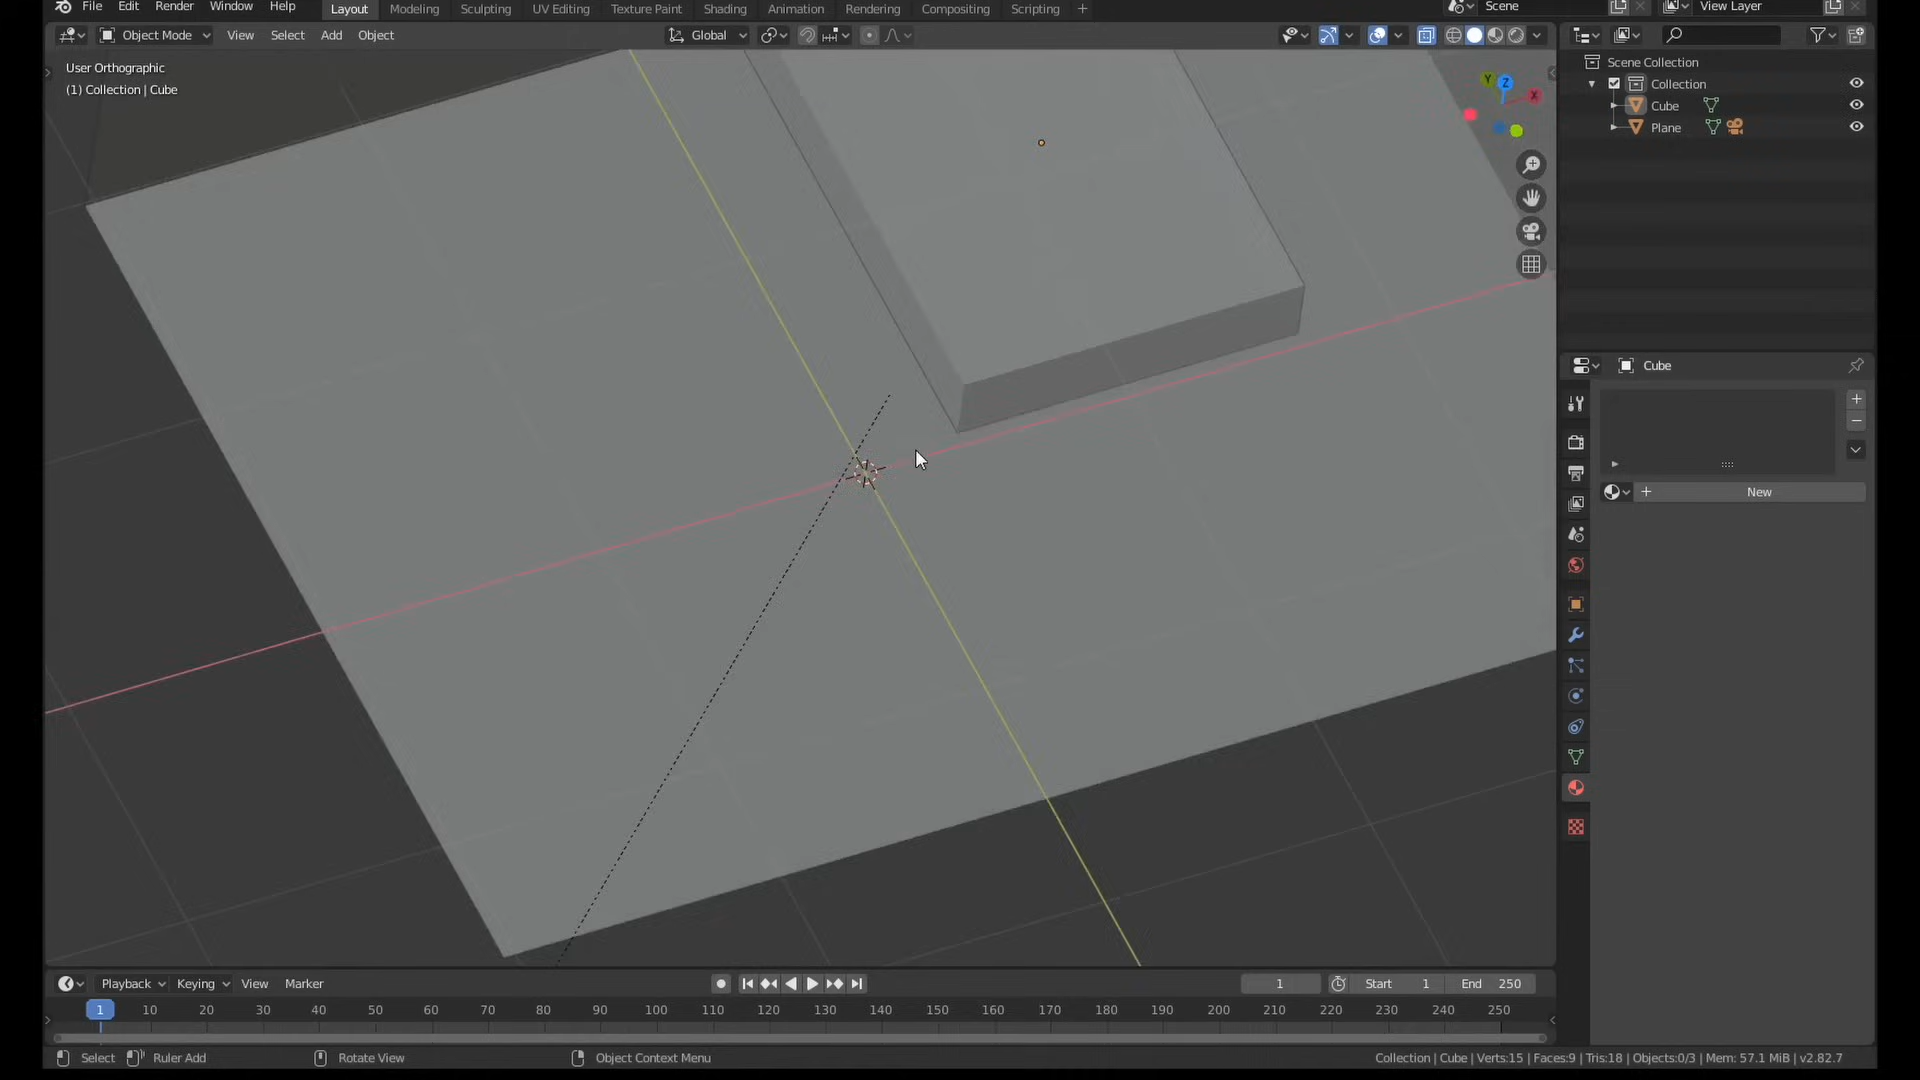 File Edit Render Window Help Layout Modeling Sculpting UV Editing Texture Paint Shading Animation Rendering Compositing Scripting + Scene View Layer
Object Mode View Select Add Object Global
User Orthographic
(1) Collection | Cube
Y Z X
Scene Collection
Collection
Cube
Plane
Cube
+
−
+ New
Playback Keying View Marker 1 Start 1 End 250
1 10 20 30 40 50 60 70 80 90 100 110 120 130 140 150 160 170 180 190 200 210 220 230 240 250
Select Ruler Add Rotate View Object Context Menu Collection | Cube | Verts:15 | Faces:9 | Tris:18 | Objects:0/3 | Mem: 57.1 MiB | v2.82.7